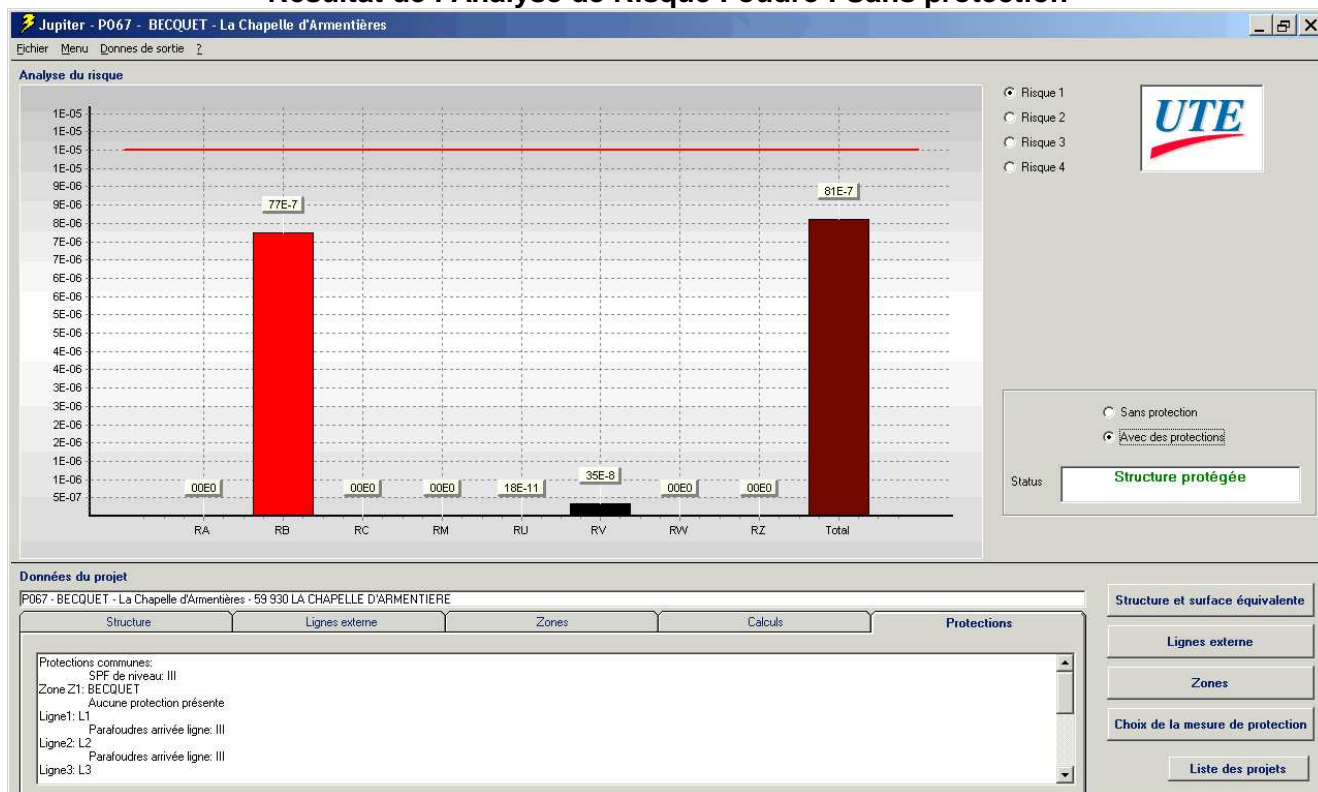 Résultat de l'Analyse de Risque Foudre : Sans protection
Jupiter - P067 - BECQUET - La Chapelle d'Armentières
Fichier Menu Donnes de sortie ?
Analyse du risque
1E-05
1E-05
1E-05
1E-05
9E-06
9E-06
8E-06
7E-06
7E-06
6E-06
6E-06
5E-06
5E-06
4E-06
4E-06
3E-06
3E-06
2E-06
2E-06
1E-06
1E-06
5E-07
00E0
77E-7
00E0
00E0
18E-11
35E-8
00E0
00E0
81E-7
RA RB RC RM RU RV RW RZ Total
Risque 1
Risque 2
Risque 3
Risque 4
UTE
Sans protection
Avec des protections
Status Structure protégée
Données du projet
P067 - BECQUET - La Chapelle d'Armentières - 59 930 LA CHAPELLE D'ARMENTIERE
Structure Lignes externe Zones Calculs Protections
Protections communes:
SPF de niveau: III
Zone Z1: BECQUET
Aucune protection présente
Ligne1: L1
Parafoudres arrivée ligne: III
Ligne2: L2
Parafoudres arrivée ligne: III
Ligne3: L3
Structure et surface équivalente
Lignes externe
Zones
Choix de la mesure de protection
Liste des projets